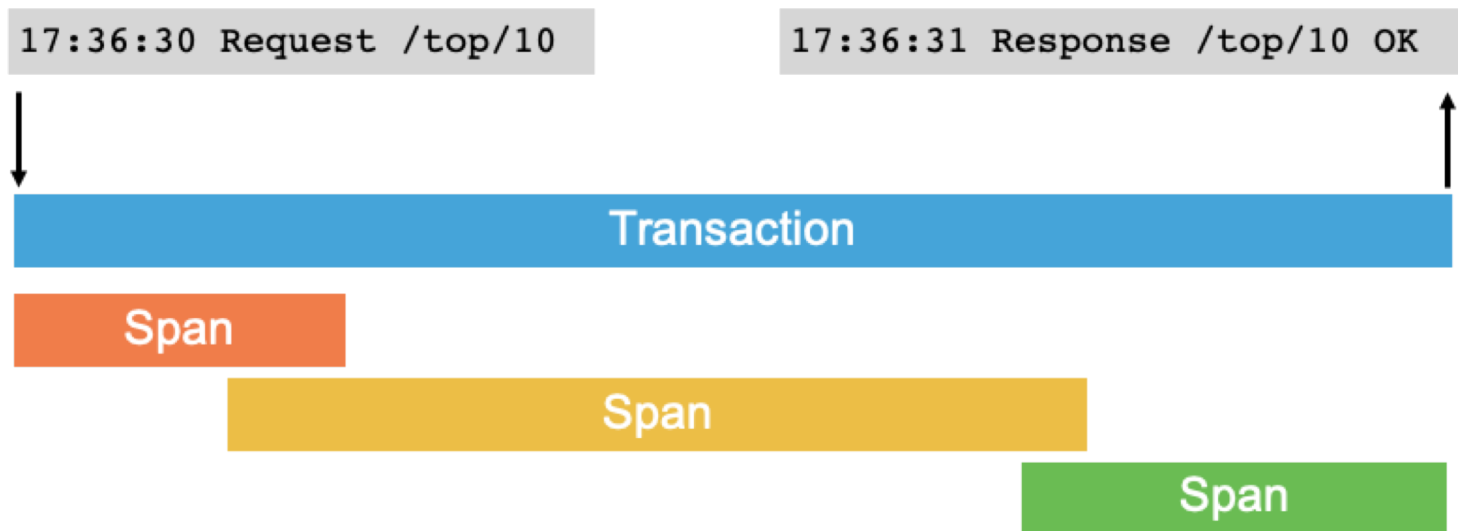 17:36:30 Request /top/10
17:36:31 Response /top/10 OK
Transaction
Span
Span
Span